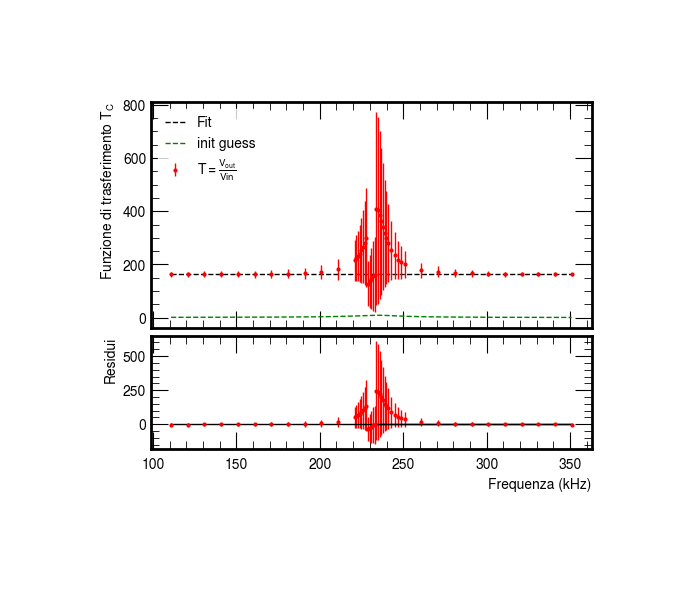 Funzione di trasferimento T_C
800
600
400
200
0
Fit
init guess
T = V_out/Vin
Residui
500
250
0
100 150 200 250 300 350
Frequenza (kHz)